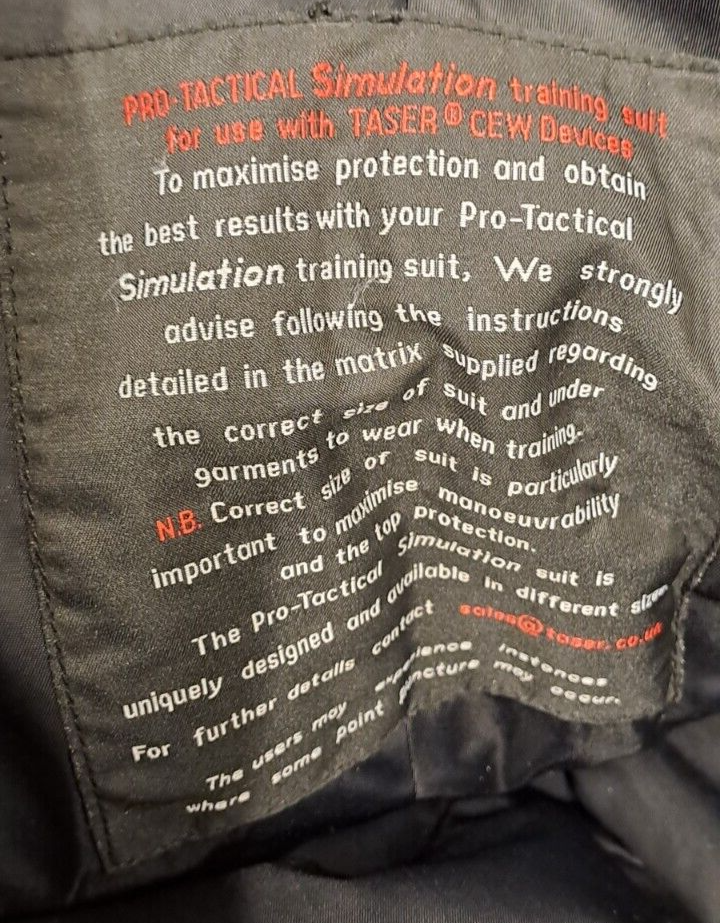 PRO-TACTICAL Simulation training suit
for use with TASER® CEW Devices
To maximise protection and obtain
the best results with your Pro-Tactical
Simulation training suit, We strongly
advise following the instructions
detailed in the matrix supplied regarding
the correct size of suit and under
garments to wear when training.
N.B. Correct size of suit is particularly
important to maximise manoeuvrability
and the top protection.
The Pro-Tactical Simulation suit is
uniquely designed and available in different sizes
For further details contact sales@taser.co.uk
The users may experience instances
where some point puncture may occur.